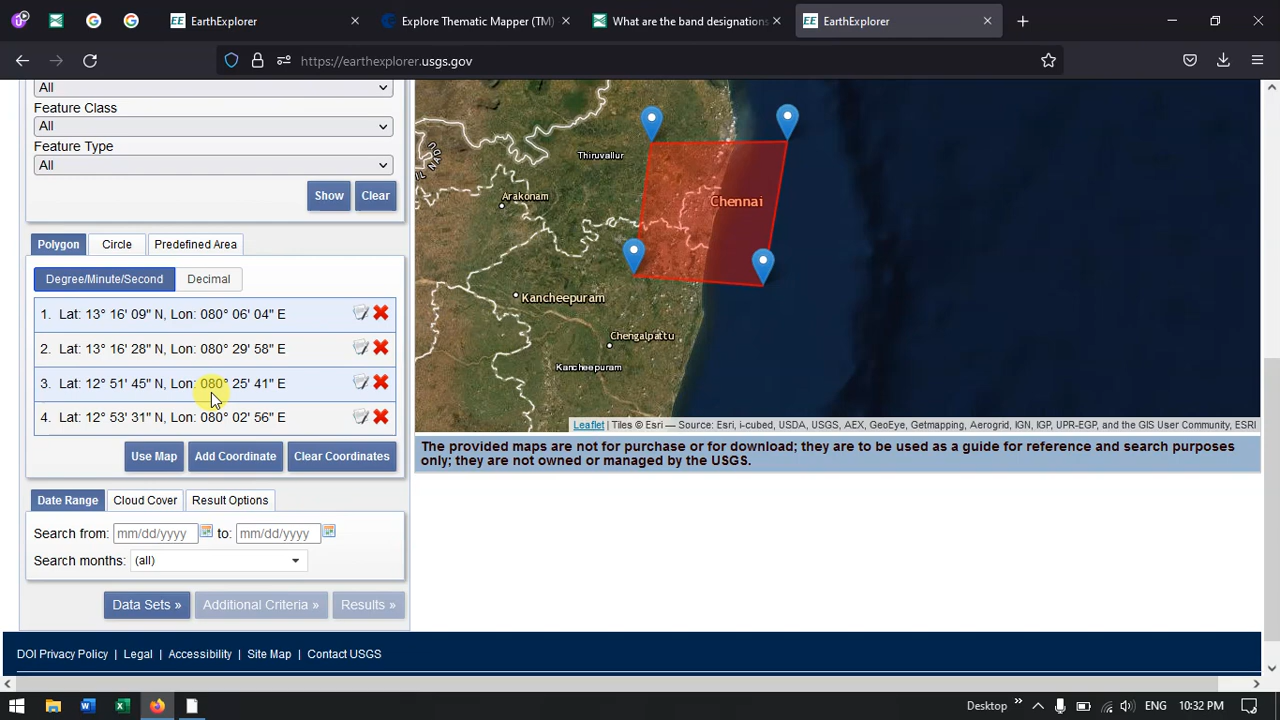 EarthExplorer
Explore Thematic Mapper (TM)
What are the band designations
EarthExplorer
https://earthexplorer.usgs.gov
All
Feature Class
All
Feature Type
All
Show
Clear
Polygon
Circle
Predefined Area
Degree/Minute/Second
Decimal
1. Lat: 13° 16' 09" N, Lon: 080° 06' 04" E
2. Lat: 13° 16' 28" N, Lon: 080° 29' 58" E
3. Lat: 12° 51' 45" N, Lon: 080° 25' 41" E
4. Lat: 12° 53' 31" N, Lon: 080° 02' 56" E
Use Map
Add Coordinate
Clear Coordinates
Date Range
Cloud Cover
Result Options
Search from: mm/dd/yyyy to: mm/dd/yyyy
Search months: (all)
Data Sets »
Additional Criteria »
Results »
Thiruvallur
Arakonam
Chennai
Kancheepuram
Chengalpattu
Kancheepuram
Leaflet | Tiles © Esri — Source: Esri, i-cubed, USDA, USGS, AEX, GeoEye, Getmapping, Aerogrid, IGN, IGP, UPR-EGP, and the GIS User Community, ESRI
The provided maps are not for purchase or for download; they are to be used as a guide for reference and search purposes
only; they are not owned or managed by the USGS.
DOI Privacy Policy | Legal | Accessibility | Site Map | Contact USGS
Desktop
ENG
10:32 PM